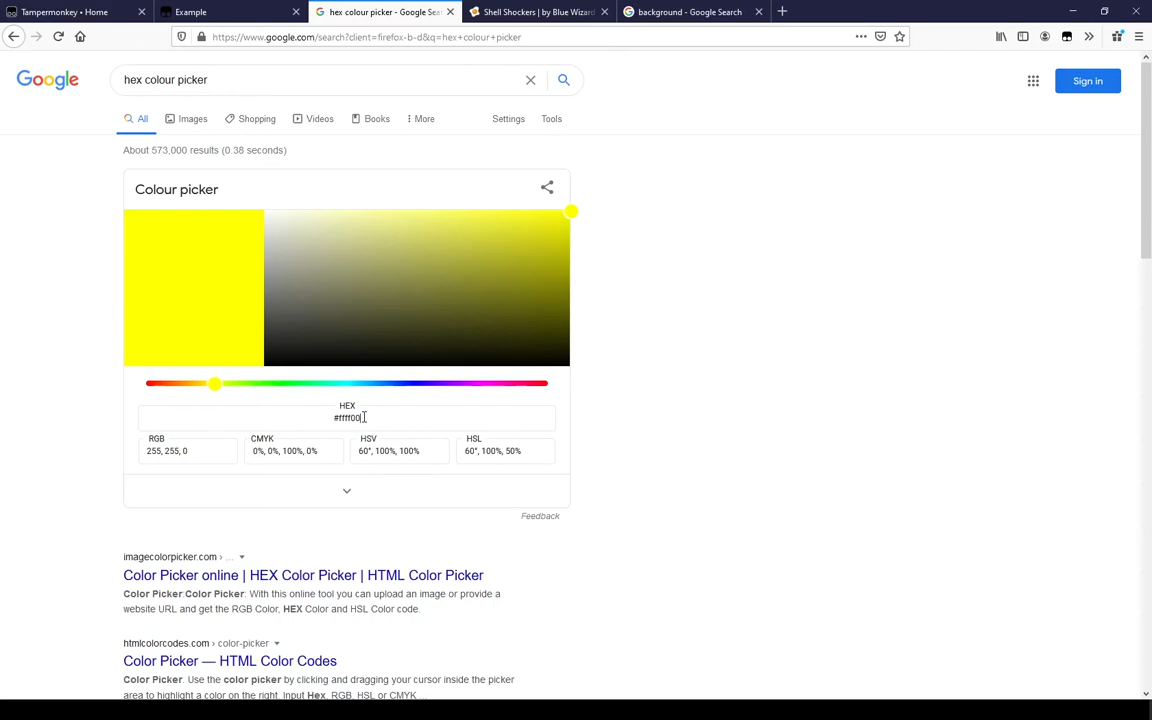 Tampermonkey • Home
Example
hex colour picker - Google Sea
Shell Shockers | by Blue Wizard
background - Google Search
https://www.google.com/search?client=firefox-b-d&q=hex+colour+picker
Google
hex colour picker
Sign in
All
Images
Shopping
Videos
Books
More
Settings
Tools
About 573,000 results (0.38 seconds)
Colour picker
HEX
#ffff00
RGB
CMYK
HSV
HSL
255, 255, 0
0%, 0%, 100%, 0%
60°, 100%, 100%
60°, 100%, 50%
Feedback
imagecolorpicker.com › ...
Color Picker online | HEX Color Picker | HTML Color Picker
Color Picker.Color Picker. With this online tool you can upload an image or provide a
website URL and get the RGB Color, HEX Color and HSL Color code.
htmlcolorcodes.com › color-picker
Color Picker — HTML Color Codes
Color Picker. Use the color picker by clicking and dragging your cursor inside the picker
area to highlight a color on the right. Input Hex, RGB, HSL or CMYK ...